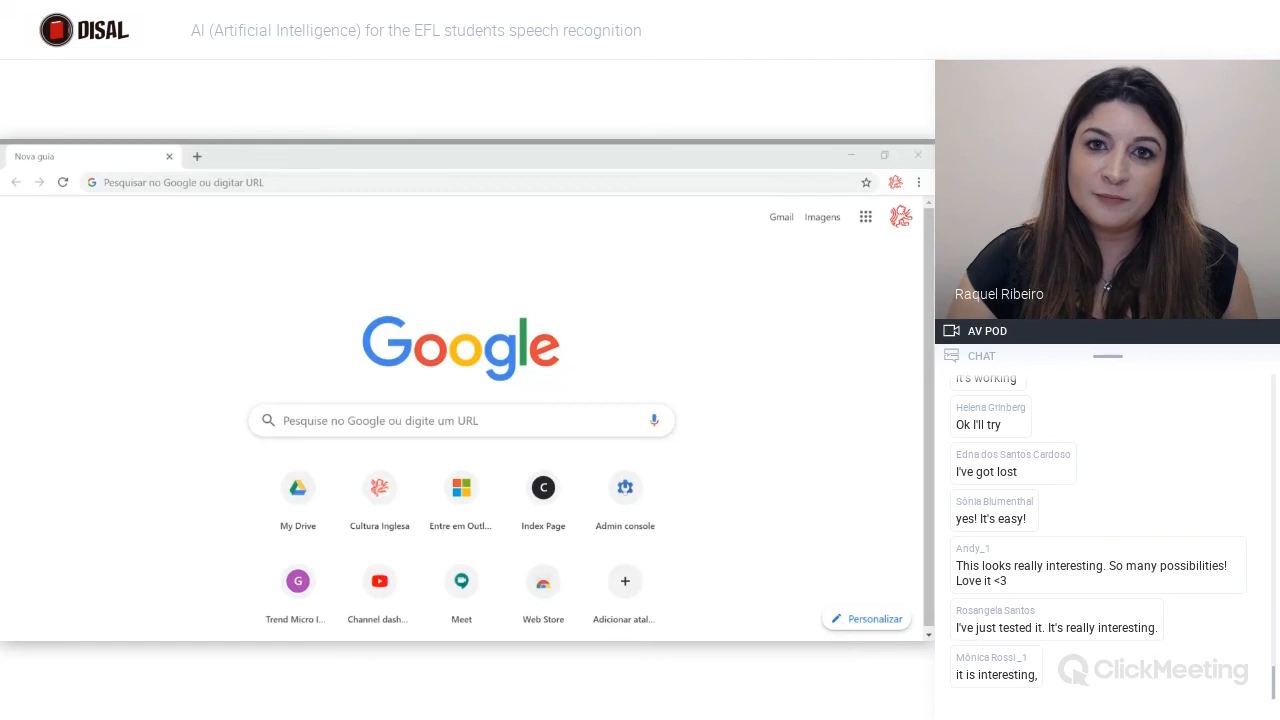 DISAL
AI (Artificial Intelligence) for the EFL students speech recognition
Nova guia
Pesquisar no Google ou digitar URL
Gmail Imagens
Google
Pesquise no Google ou digite um URL
My Drive
Cultura Inglesa
Entre em Outl...
C
Index Page
Admin console
G
Trend Micro I...
Channel dash...
Meet
Web Store
Adicionar atal...
Personalizar
Raquel Ribeiro
AV POD
CHAT
it's working
Helena Grinberg
Ok I'll try
Edna dos Santos Cardoso
I've got lost
Sônia Blumenthal
yes! It's easy!
Andy_1
This looks really interesting. So many possibilities!
Love it <3
Rosangela Santos
I've just tested it. It's really interesting.
Mônica Rossi _1
it is interesting,
ClickMeeting